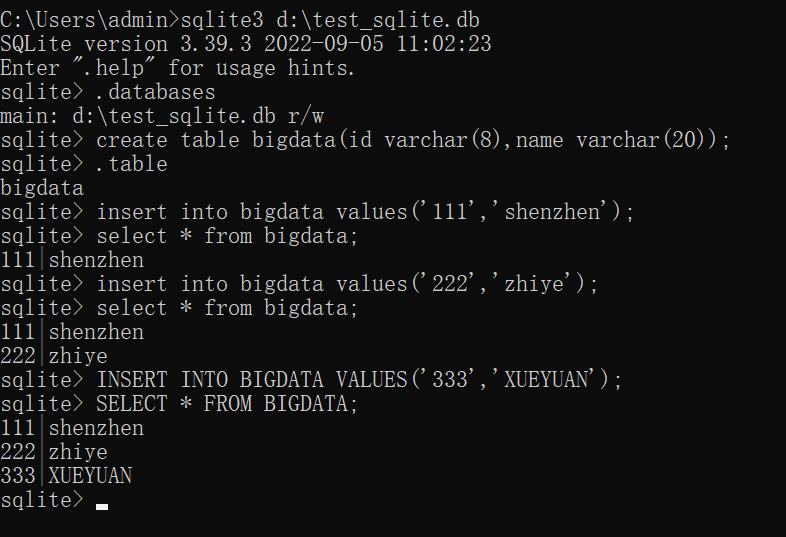 C:\Users\admin>sqlite3 d:\test_sqlite.db
SQLite version 3.39.3 2022-09-05 11:02:23
Enter ".help" for usage hints.
sqlite> .databases
main: d:\test_sqlite.db r/w
sqlite> create table bigdata(id varchar(8),name varchar(20));
sqlite> .table
bigdata
sqlite> insert into bigdata values('111','shenzhen');
sqlite> select * from bigdata;
111|shenzhen
sqlite> insert into bigdata values('222','zhiye');
sqlite> select * from bigdata;
111|shenzhen
222|zhiye
sqlite> INSERT INTO BIGDATA VALUES('333','XUEYUAN');
sqlite> SELECT * FROM BIGDATA;
111|shenzhen
222|zhiye
333|XUEYUAN
sqlite>